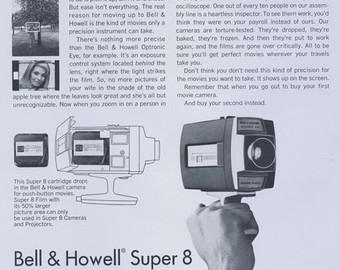 But ease isn't everything. The real
reason for moving up to Bell &
Howell is the kind of movies only a
precision instrument can take.
There's nothing more precise
than the Bell & Howell Optronic
Eye, for example. It's an exposure
control system located behind the
lens, right where the light strikes
the film. So, no more pictures of
your wife in the shade of the old
apple tree where the leaves look great and she's all but
unrecognizable. Now when you zoom in on a person in
oscilloscope. One out of every ten people on our assem-
bly line is a heartless inspector. To see them work, you'd
think they were on your payroll instead of ours. Our
cameras are torture-tested. They're dropped, they're
baked, they're frozen. And then they're put to work
again, and the films are gone over critically. All to be
sure you'll get perfect movies wherever your travels
take you.
Don't think you don't need this kind of precision for
the movies you want to take. It shows up on the screen.
Remember that when you go out to buy your first
movie camera.
And buy your second instead.
This Super 8 cartridge drops
in the Bell & Howell camera
for push-button movies.
Super 8 Film with
its 50% larger
picture area can only
be used in Super 8 Cameras
and Projectors.
Bell & Howell® Super 8